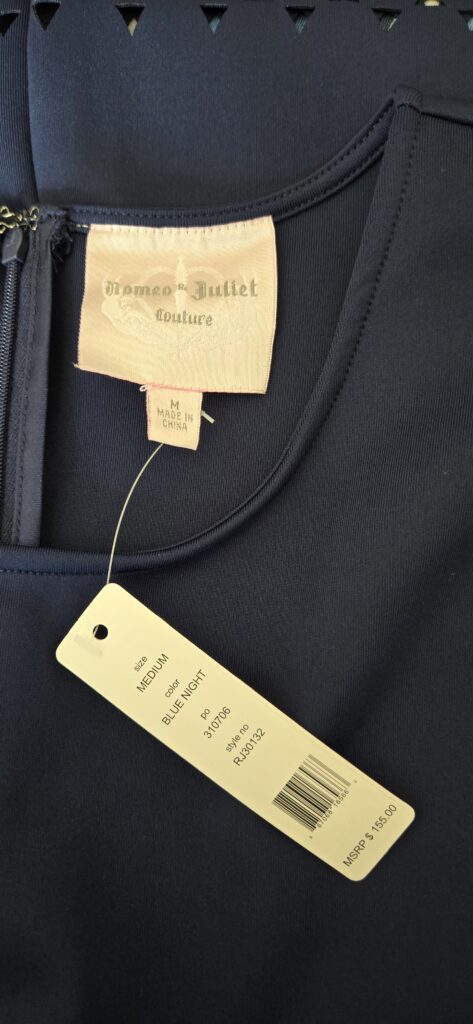 Romeo & Juliet
Couture
M
MADE IN
CHINA
size
MEDIUM
color
BLUE NIGHT
po
310706
style no
RJ30132
MSRP $ 155.00